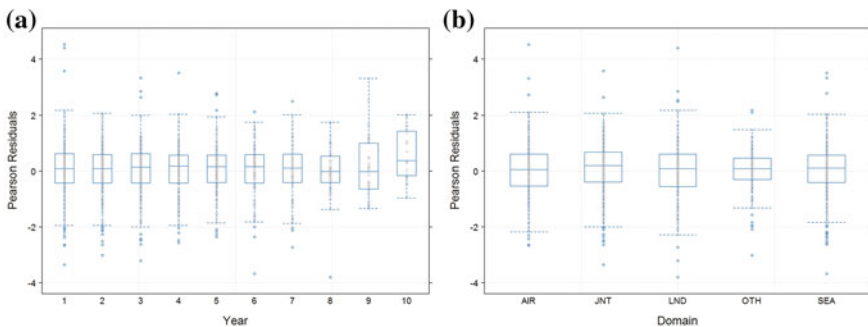 (a)
Pearson Residuals
4
2
0
-2
-4
1 2 3 4 5 6 7 8 9 10
Year
(b)
Pearson Residuals
4
2
0
-2
-4
AIR JNT LND OTH SEA
Domain